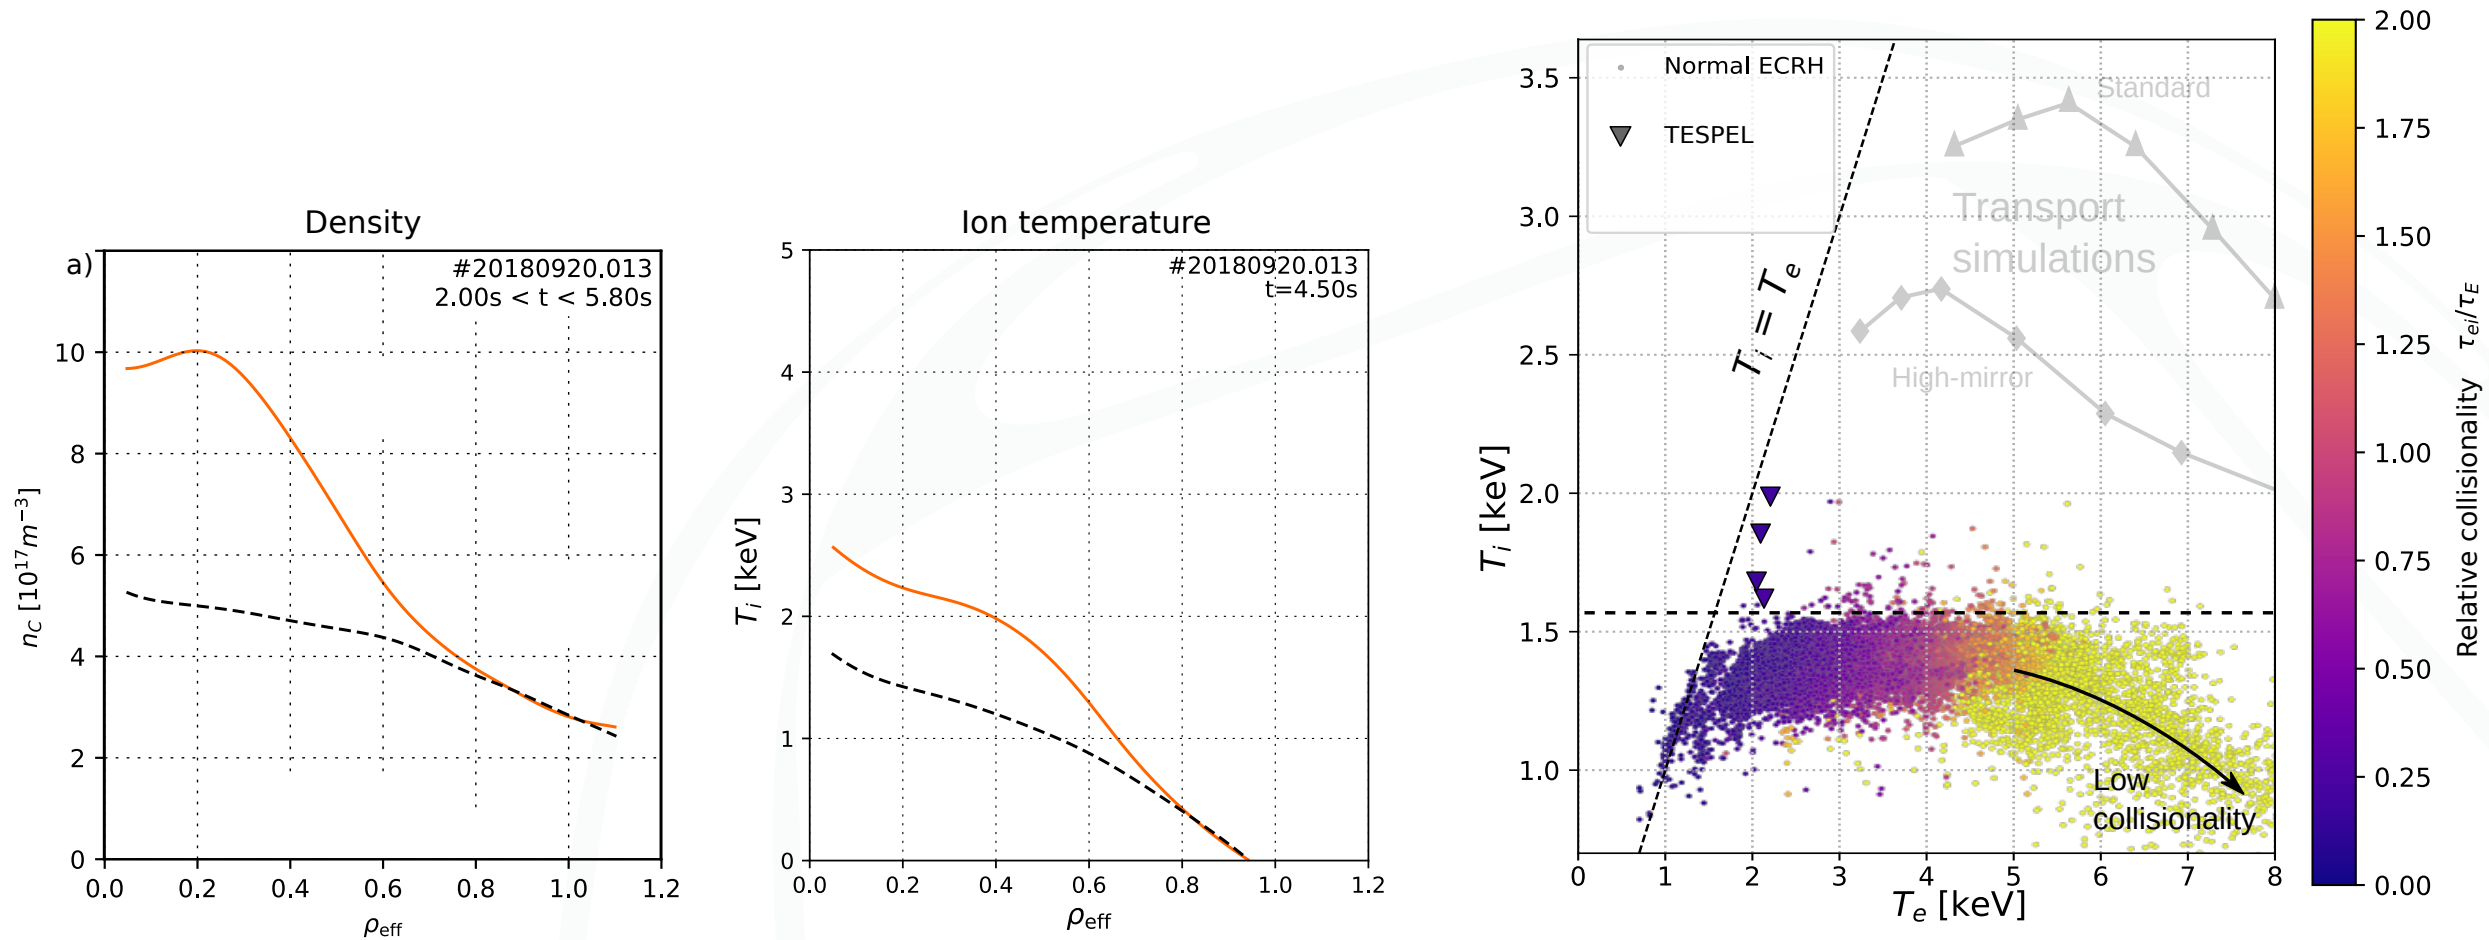 Density
a)
#20180920.013
2.00s < t < 5.80s
10
8
6
4
2
0
n_C [10^17 m^−3]
0.0 0.2 0.4 0.6 0.8 1.0 1.2
ρ_eff
Ion temperature
#20180920.013
t=4.50s
5
4
3
2
1
0
T_i [keV]
0.0 0.2 0.4 0.6 0.8 1.0 1.2
ρ_eff
Normal ECRH
TESPEL
T_i = T_e
Standard
Transport
simulations
High-mirror
Low
collisionality
3.5
3.0
2.5
2.0
1.5
1.0
T_i [keV]
0 1 2 3 4 5 6 7 8
T_e [keV]
2.00
1.75
1.50
1.25
1.00
0.75
0.50
0.25
0.00
Relative collisionality τ_ei/τ_E